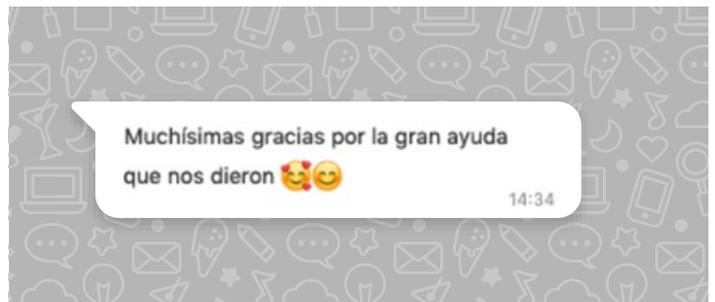 Muchísimas gracias por la gran ayuda
que nos dieron 🥰😊
14:34